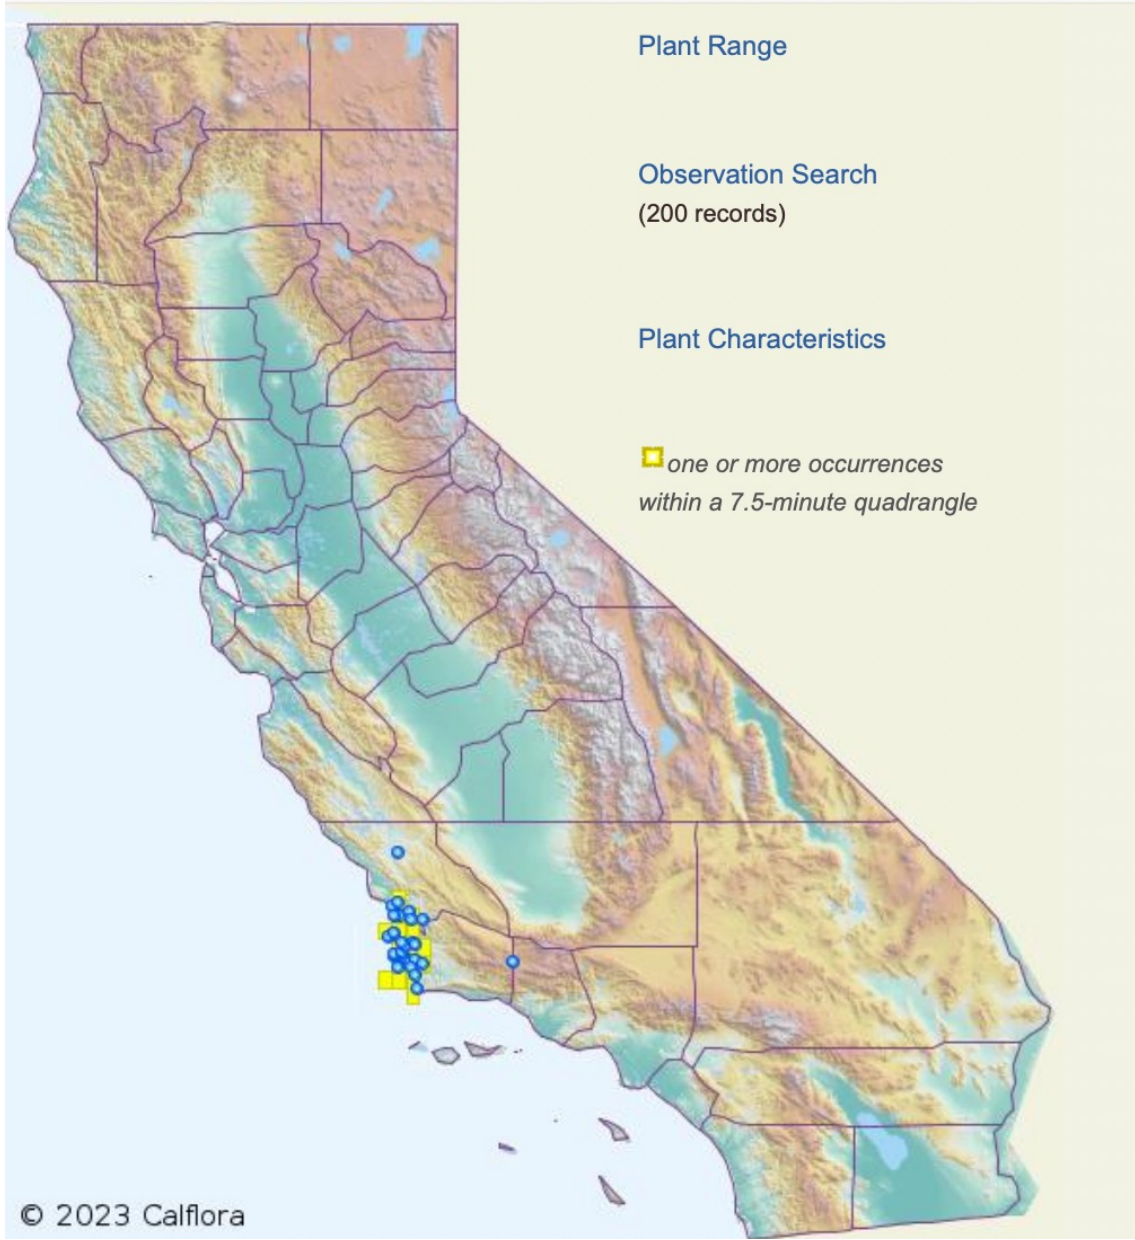 Plant Range
Observation Search
(200 records)
Plant Characteristics
one or more occurrences
within a 7.5-minute quadrangle
© 2023 Calflora